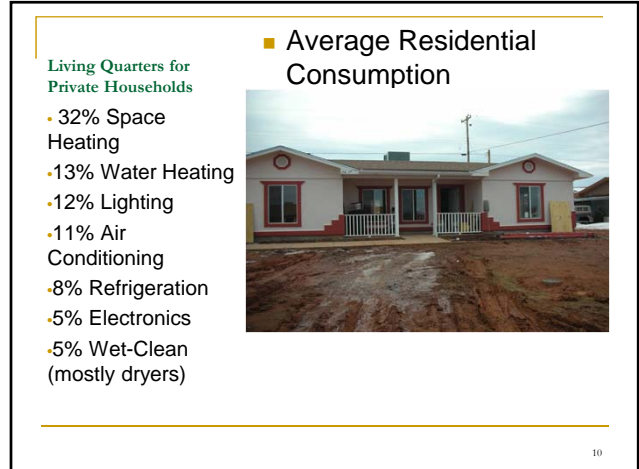 Living Quarters for
Private Households
• 32% Space
Heating
•13% Water Heating
•12% Lighting
•11% Air
Conditioning
•8% Refrigeration
•5% Electronics
•5% Wet-Clean
(mostly dryers)
■ Average Residential
Consumption
10